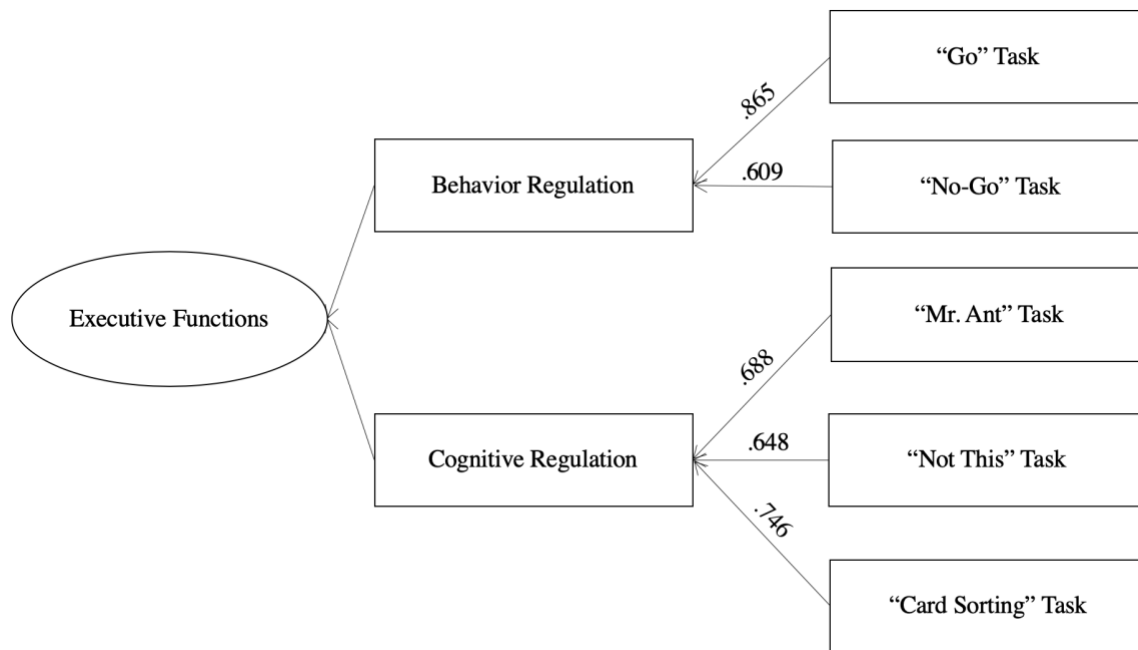 “Go” Task
.865
Behavior Regulation
.609
“No-Go” Task
Executive Functions
“Mr. Ant” Task
.688
Cognitive Regulation
.648
“Not This” Task
.746
“Card Sorting” Task